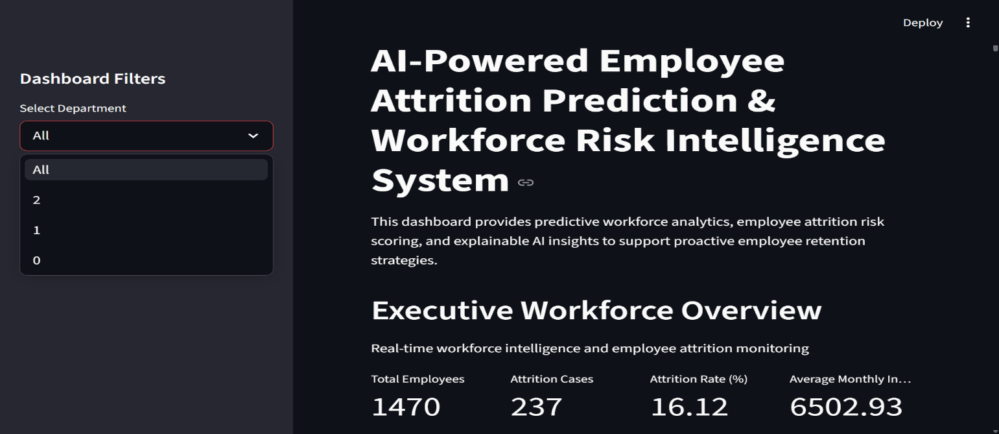 Deploy
Dashboard Filters
Select Department
All
All
2
1
0
AI-Powered Employee
Attrition Prediction &
Workforce Risk Intelligence
System
This dashboard provides predictive workforce analytics, employee attrition risk
scoring, and explainable AI insights to support proactive employee retention
strategies.
Executive Workforce Overview
Real-time workforce intelligence and employee attrition monitoring
Total Employees Attrition Cases Attrition Rate (%) Average Monthly In...
1470 237 16.12 6502.93